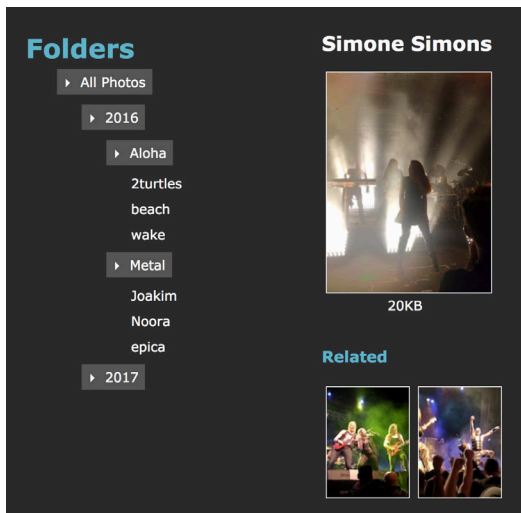 Folders
All Photos
2016
Aloha
2turtles
beach
wake
Metal
Joakim
Noora
epica
2017
Simone Simons
20KB
Related